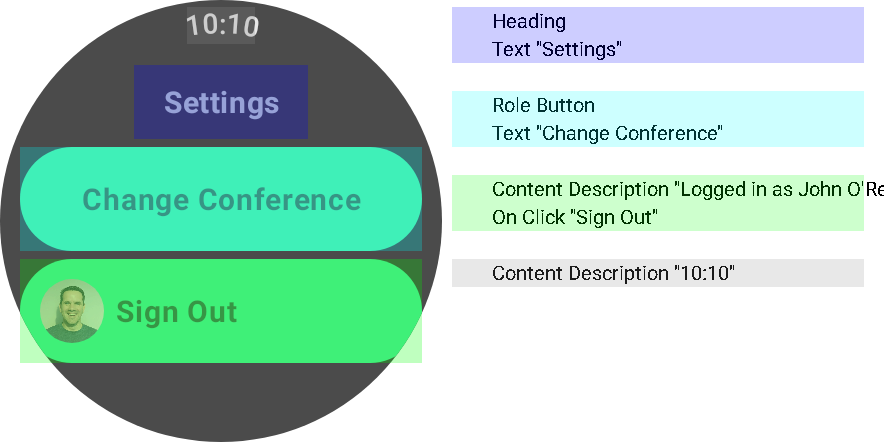 10:10
Settings
Change Conference
Sign Out
Heading
Text "Settings"
Role Button
Text "Change Conference"
Content Description "Logged in as John O'Re
On Click "Sign Out"
Content Description "10:10"